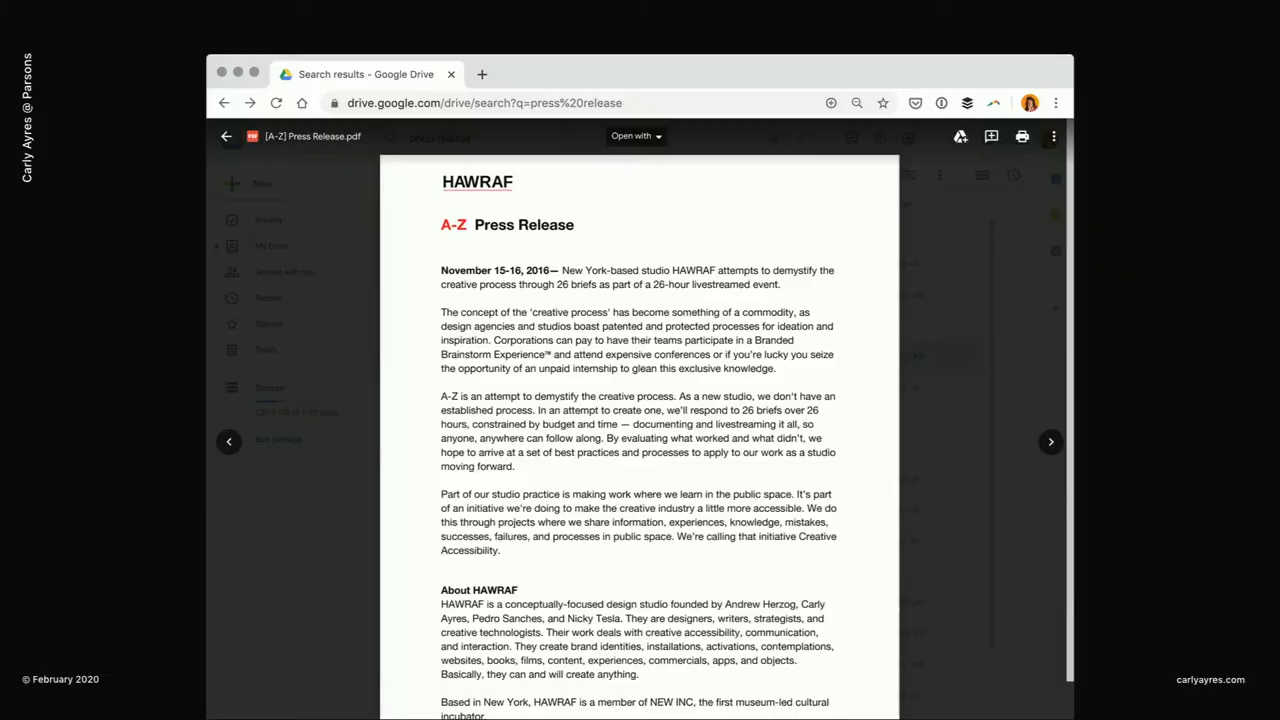 Carly Ayres @ Parsons
Search results - Google Drive
drive.google.com/drive/search?q=press%20release
[A-Z] Press Release.pdf
press release
Open with
New
Priority
My Drive
Shared with me
Recent
Starred
Trash
Storage
Buy storage
HAWRAF
A-Z Press Release
November 15-16, 2016— New York-based studio HAWRAF attempts to demystify the
creative process through 26 briefs as part of a 26-hour livestreamed event.
The concept of the 'creative process' has become something of a commodity, as
design agencies and studios boast patented and protected processes for ideation and
inspiration. Corporations can pay to have their teams participate in a Branded
Brainstorm Experience™ and attend expensive conferences or if you're lucky you seize
the opportunity of an unpaid internship to glean this exclusive knowledge.
A-Z is an attempt to demystify the creative process. As a new studio, we don't have an
established process. In an attempt to create one, we'll respond to 26 briefs over 26
hours, constrained by budget and time — documenting and livestreaming it all, so
anyone, anywhere can follow along. By evaluating what worked and what didn't, we
hope to arrive at a set of best practices and processes to apply to our work as a studio
moving forward.
Part of our studio practice is making work where we learn in the public space. It's part
of an initiative we're doing to make the creative industry a little more accessible. We do
this through projects where we share information, experiences, knowledge, mistakes,
successes, failures, and processes in public space. We're calling that initiative Creative
Accessibility.
About HAWRAF
HAWRAF is a conceptually-focused design studio founded by Andrew Herzog, Carly
Ayres, Pedro Sanches, and Nicky Tesla. They are designers, writers, strategists, and
creative technologists. Their work deals with creative accessibility, communication,
and interaction. They create brand identities, installations, activations, contemplations,
websites, books, films, content, experiences, commercials, apps, and objects.
Basically, they can and will create anything.
Based in New York, HAWRAF is a member of NEW INC, the first museum-led cultural
incubator.
© February 2020
carlyayres.com